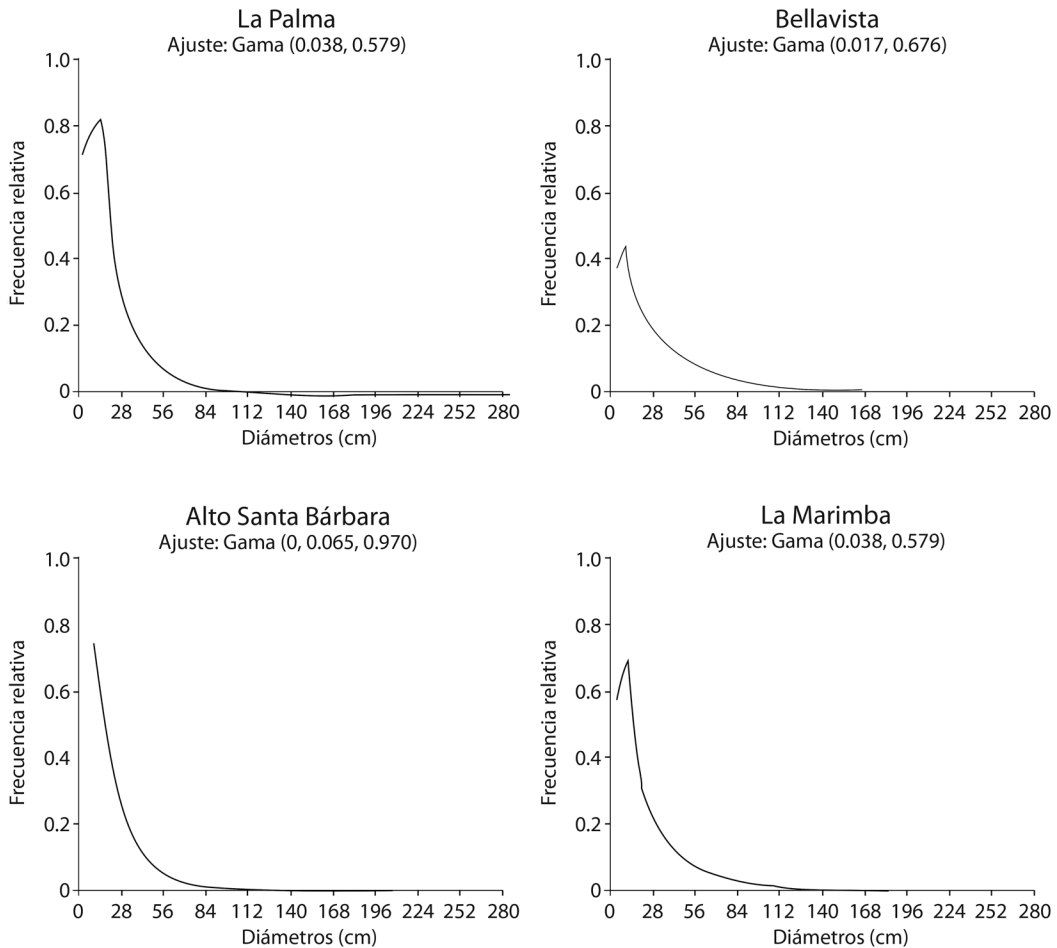 La Palma
Ajuste: Gama (0.038, 0.579)
1.0
0.8
0.6
0.4
0.2
0
Frecuencia relativa
0 28 56 84 112 140 168 196 224 252 280
Diámetros (cm)
Bellavista
Ajuste: Gama (0.017, 0.676)
1.0
0.8
0.6
0.4
0.2
0
Frecuencia relativa
0 28 56 84 112 140 168 196 224 252 280
Diámetros (cm)
Alto Santa Bárbara
Ajuste: Gama (0, 0.065, 0.970)
1.0
0.8
0.6
0.4
0.2
0
Frecuencia relativa
0 28 56 84 112 140 168 196 224 252 280
Diámetros (cm)
La Marimba
Ajuste: Gama (0.038, 0.579)
1.0
0.8
0.6
0.4
0.2
0
Frecuencia relativa
0 28 56 84 112 140 168 196 224 252 280
Diámetros (cm)